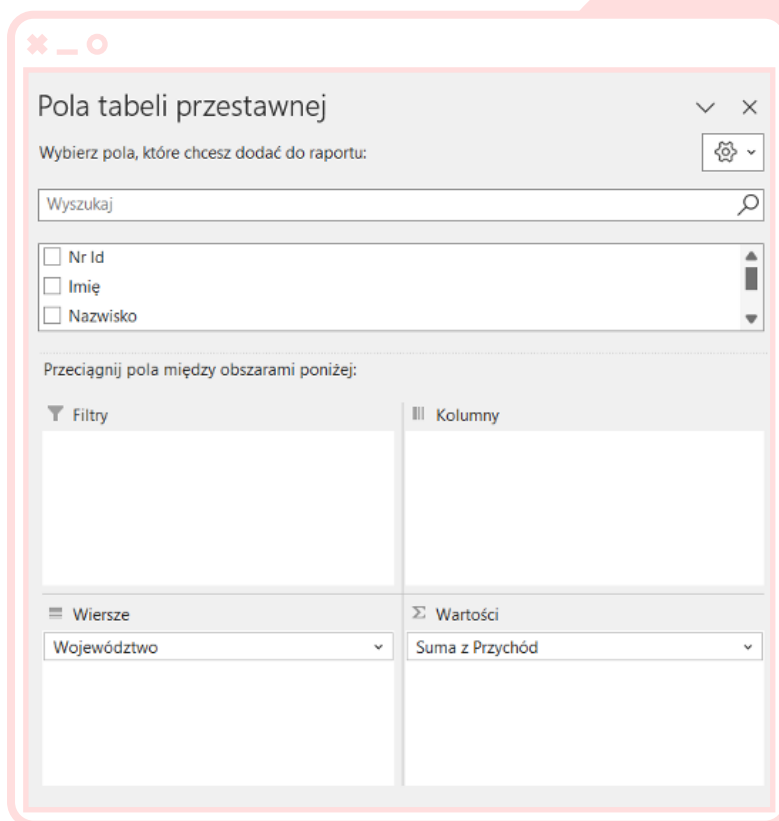 Pola tabeli przestawnej
Wybierz pola, które chcesz dodać do raportu:
Wyszukaj
Nr Id
Imię
Nazwisko
Przeciągnij pola między obszarami poniżej:
Filtry
Kolumny
Wiersze
Σ Wartości
Województwo
Suma z Przychód